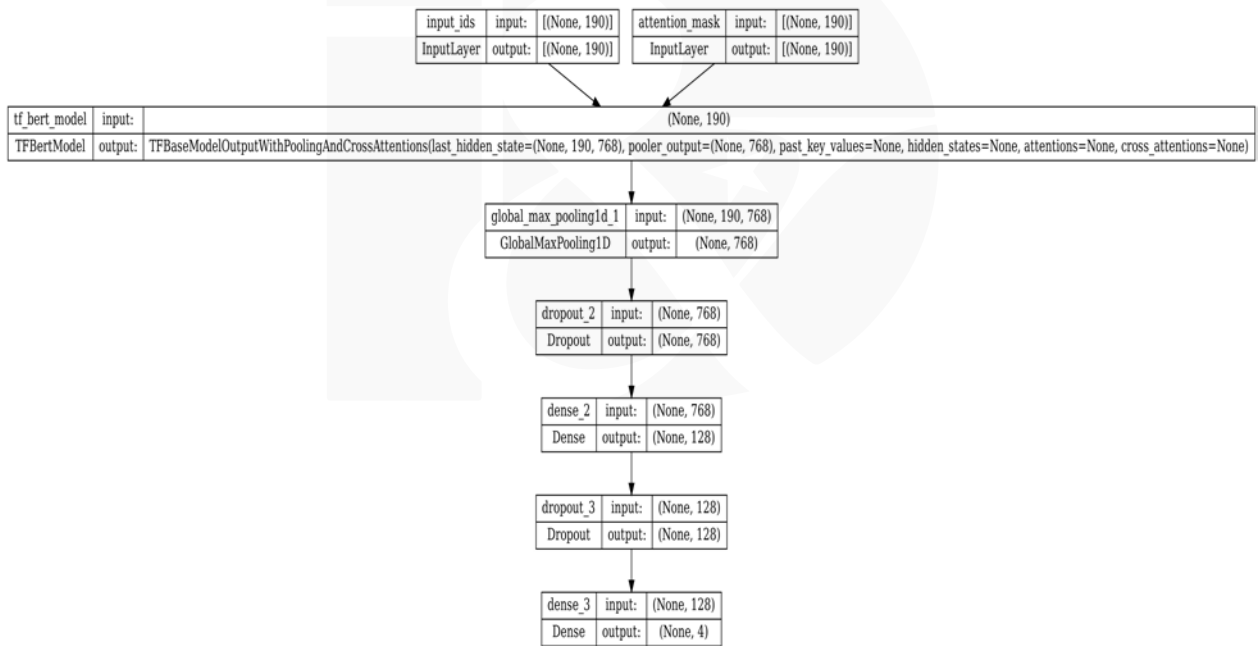 input_ids input: [(None, 190)] attention_mask input: [(None, 190)]
InputLayer output: [(None, 190)] InputLayer output: [(None, 190)]
tf_bert_model input: (None, 190)
TFBertModel output: TFBaseModelOutputWithPoolingAndCrossAttentions(last_hidden_state=(None, 190, 768), pooler_output=(None, 768), past_key_values=None, hidden_states=None, attentions=None, cross_attentions=None)
global_max_pooling1d_1 input: (None, 190, 768)
GlobalMaxPooling1D output: (None, 768)
dropout_2 input: (None, 768)
Dropout output: (None, 768)
dense_2 input: (None, 768)
Dense output: (None, 128)
dropout_3 input: (None, 128)
Dropout output: (None, 128)
dense_3 input: (None, 128)
Dense output: (None, 4)